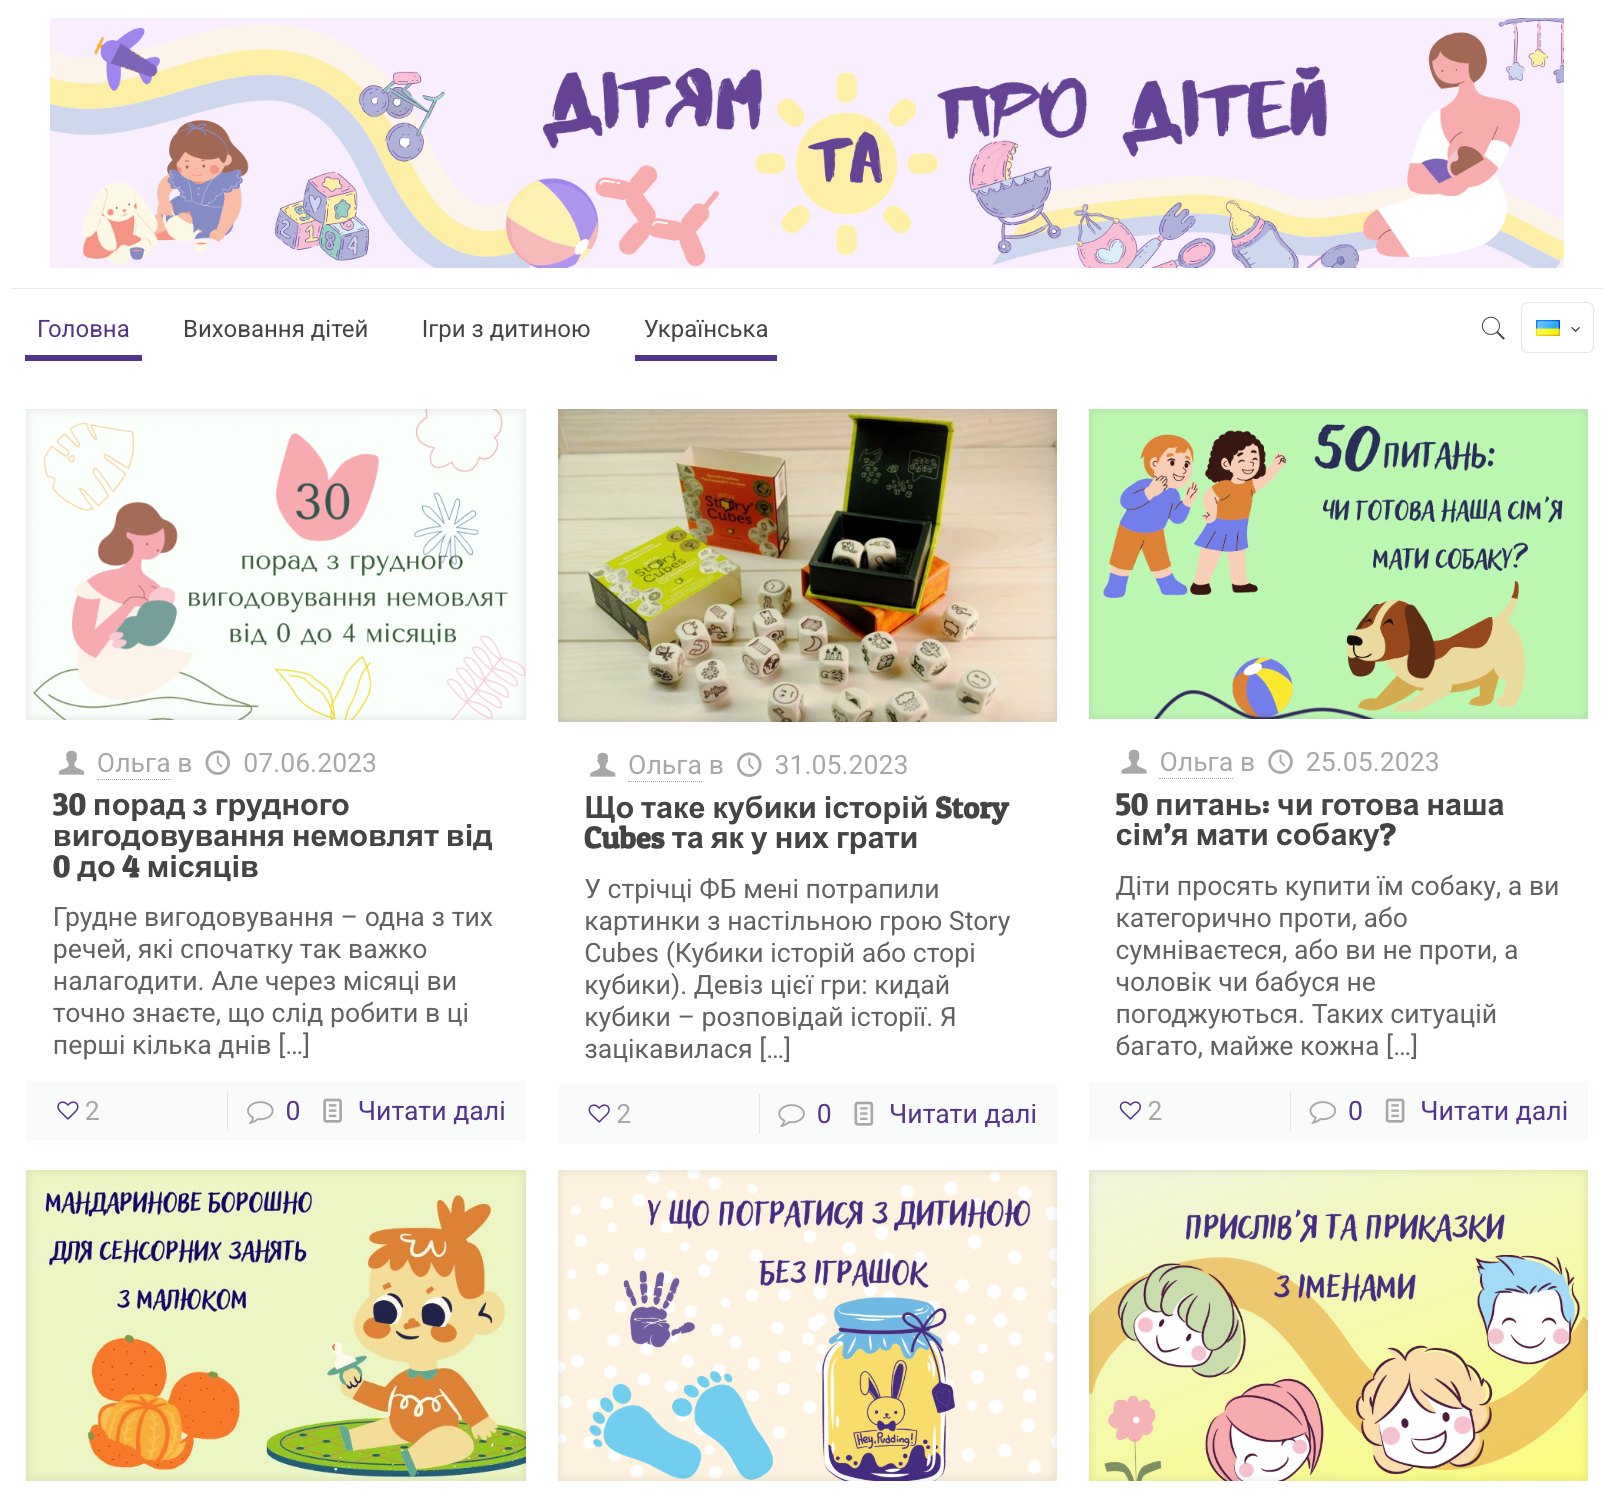 ДІТЯМ ТА ПРО ДІТЕЙ
Головна
Виховання дітей
Ігри з дитиною
Українська
30
порад з грудного
вигодовування немовлят
від 0 до 4 місяців
Ольга в 07.06.2023
30 порад з грудного
вигодовування немовлят від
0 до 4 місяців
Грудне вигодовування – одна з тих
речей, які спочатку так важко
налагодити. Але через місяці ви
точно знаєте, що слід робити в ці
перші кілька днів [...]
2
0
Читати далі
Story
Cubes
Story
Cubes
Ольга в 31.05.2023
Що таке кубики історій Story
Cubes та як у них грати
У стрічці ФБ мені потрапили
картинки з настільною грою Story
Cubes (Кубики історій або сторі
кубики). Девіз цієї гри: кидай
кубики – розповідай історії. Я
зацікавилася [...]
2
0
Читати далі
50 ПИТАНЬ:
ЧИ ГОТОВА НАША СІМ'Я
МАТИ СОБАКУ?
Ольга в 25.05.2023
50 питань: чи готова наша
сім’я мати собаку?
Діти просять купити їм собаку, а ви
категорично проти, або
сумніваєтеся, або ви не проти, а
чоловік чи бабуся не
погоджуються. Таких ситуацій
багато, майже кожна [...]
2
0
Читати далі
МАНДАРИНОВЕ БОРОШНО
ДЛЯ СЕНСОРНИХ ЗАНЯТЬ
З МАЛЮКОМ
У ЩО ПОГРАТИСЯ З ДИТИНОЮ
БЕЗ ІГРАШОК
Hey, Pudding!
ПРИСЛІВ'Я ТА ПРИКАЗКИ
З ІМЕНАМИ